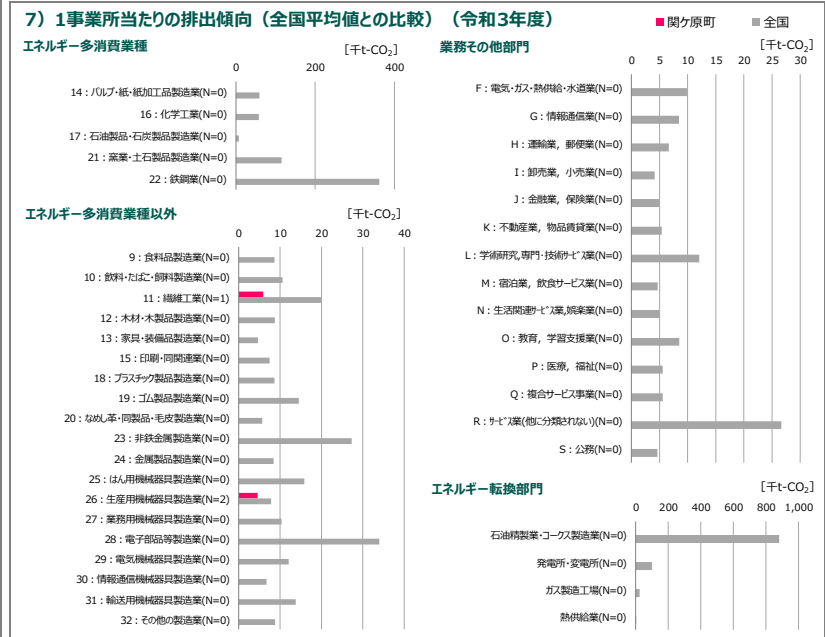 7）1事業所当たりの排出傾向（全国平均値との比較）（令和3年度）
■関ケ原町 ■全国
エネルギー多消費業種
[千t-CO₂]
0 200 400
14：パルプ・紙・紙加工品製造業(N=0)
16：化学工業(N=0)
17：石油製品・石炭製品製造業(N=0)
21：窯業・土石製品製造業(N=0)
22：鉄鋼業(N=0)
エネルギー多消費業種以外
[千t-CO₂]
0 10 20 30 40
9：食料品製造業(N=0)
10：飲料・たばこ・飼料製造業(N=0)
11：繊維工業(N=1)
12：木材・木製品製造業(N=0)
13：家具・装備品製造業(N=0)
15：印刷・同関連業(N=0)
18：プラスチック製品製造業(N=0)
19：ゴム製品製造業(N=0)
20：なめし革・同製品・毛皮製造業(N=0)
23：非鉄金属製造業(N=0)
24：金属製品製造業(N=0)
25：はん用機械器具製造業(N=0)
26：生産用機械器具製造業(N=2)
27：業務用機械器具製造業(N=0)
28：電子部品等製造業(N=0)
29：電気機械器具製造業(N=0)
30：情報通信機械器具製造業(N=0)
31：輸送用機械器具製造業(N=0)
32：その他の製造業(N=0)
業務その他部門
[千t-CO₂]
0 5 10 15 20 25 30
F：電気・ガス・熱供給・水道業(N=0)
G：情報通信業(N=0)
H：運輸業，郵便業(N=0)
I：卸売業，小売業(N=0)
J：金融業，保険業(N=0)
K：不動産業，物品賃貸業(N=0)
L：学術研究,専門・技術ｻｰﾋﾞｽ業(N=0)
M：宿泊業，飲食サービス業(N=0)
N：生活関連ｻｰﾋﾞｽ業,娯楽業(N=0)
O：教育，学習支援業(N=0)
P：医療，福祉(N=0)
Q：複合サービス事業(N=0)
R：ｻｰﾋﾞｽ業(他に分類されない)(N=0)
S：公務(N=0)
エネルギー転換部門
[千t-CO₂]
0 200 400 600 800 1,000
石油精製業・コークス製造業(N=0)
発電所・変電所(N=0)
ガス製造工場(N=0)
熱供給業(N=0)